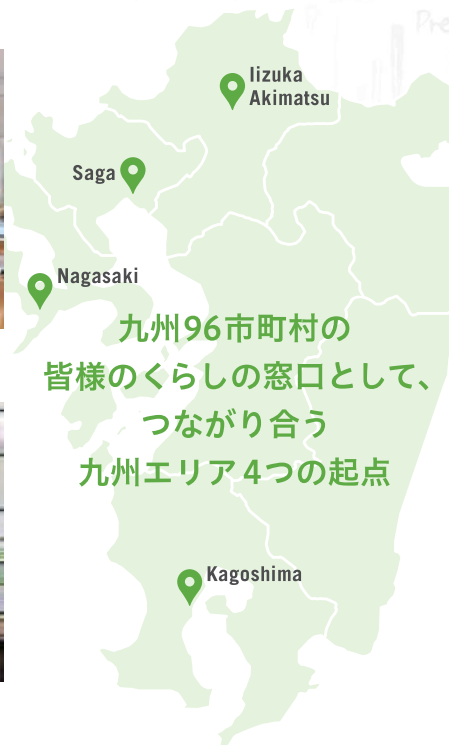 Iizuka
Akimatsu
Saga
Nagasaki
九州96市町村の
皆様のくらしの窓口として、
つながり合う
九州エリア4つの起点
Kagoshima